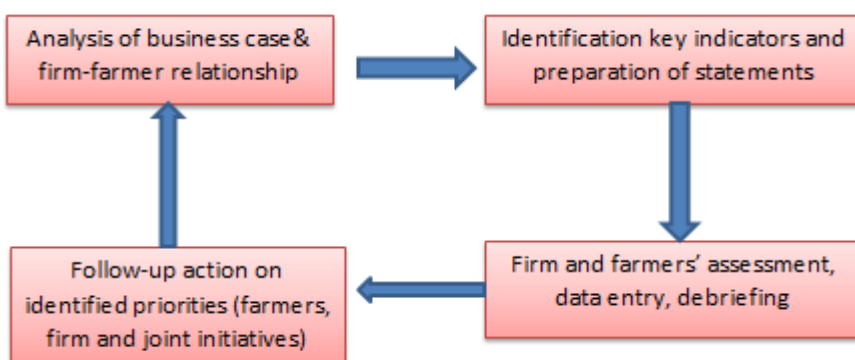 Analysis of business case&
firm-farmer relationship
Identification key indicators and
preparation of statements
Firm and farmers’ assessment,
data entry, debriefing
Follow-up action on
identified priorities (farmers,
firm and joint initiatives)